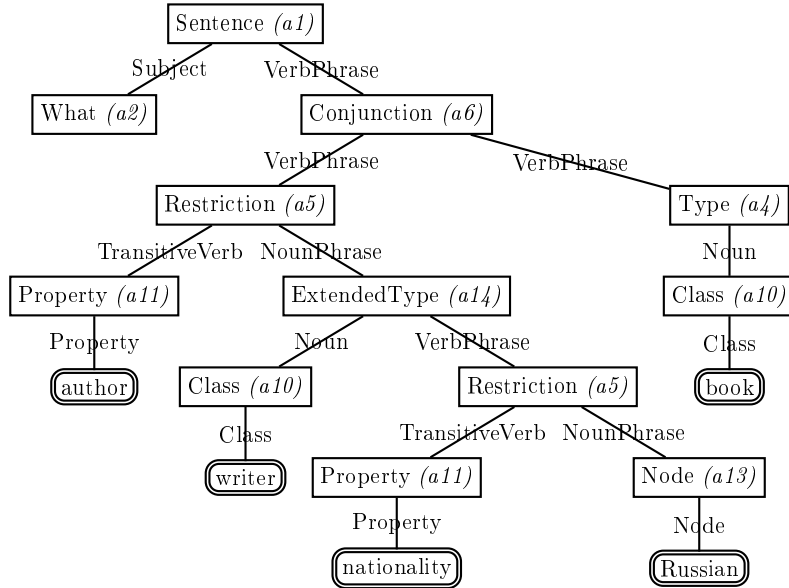 Sentence (a1)
Subject
VerbPhrase
What (a2)
Conjunction (a6)
VerbPhrase
VerbPhrase
Restriction (a5)
Type (a4)
TransitiveVerb
NounPhrase
Noun
Property (a11)
ExtendedType (a14)
Class (a10)
Property
Noun
VerbPhrase
Class
author
Class (a10)
Restriction (a5)
book
Class
TransitiveVerb
NounPhrase
writer
Property (a11)
Node (a13)
Property
Node
nationality
Russian